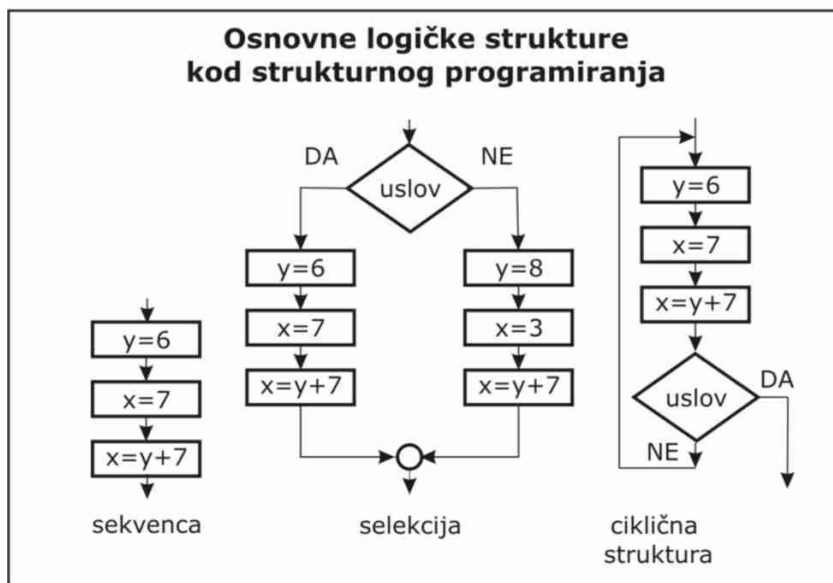 Osnovne logičke strukture
kod strukturnog programiranja
y=6
x=7
x=y+7
sekvenca
DA
NE
uslov
y=6
x=7
x=y+7
y=8
x=3
x=y+7
selekcija
y=6
x=7
x=y+7
uslov
DA
NE
ciklična
struktura